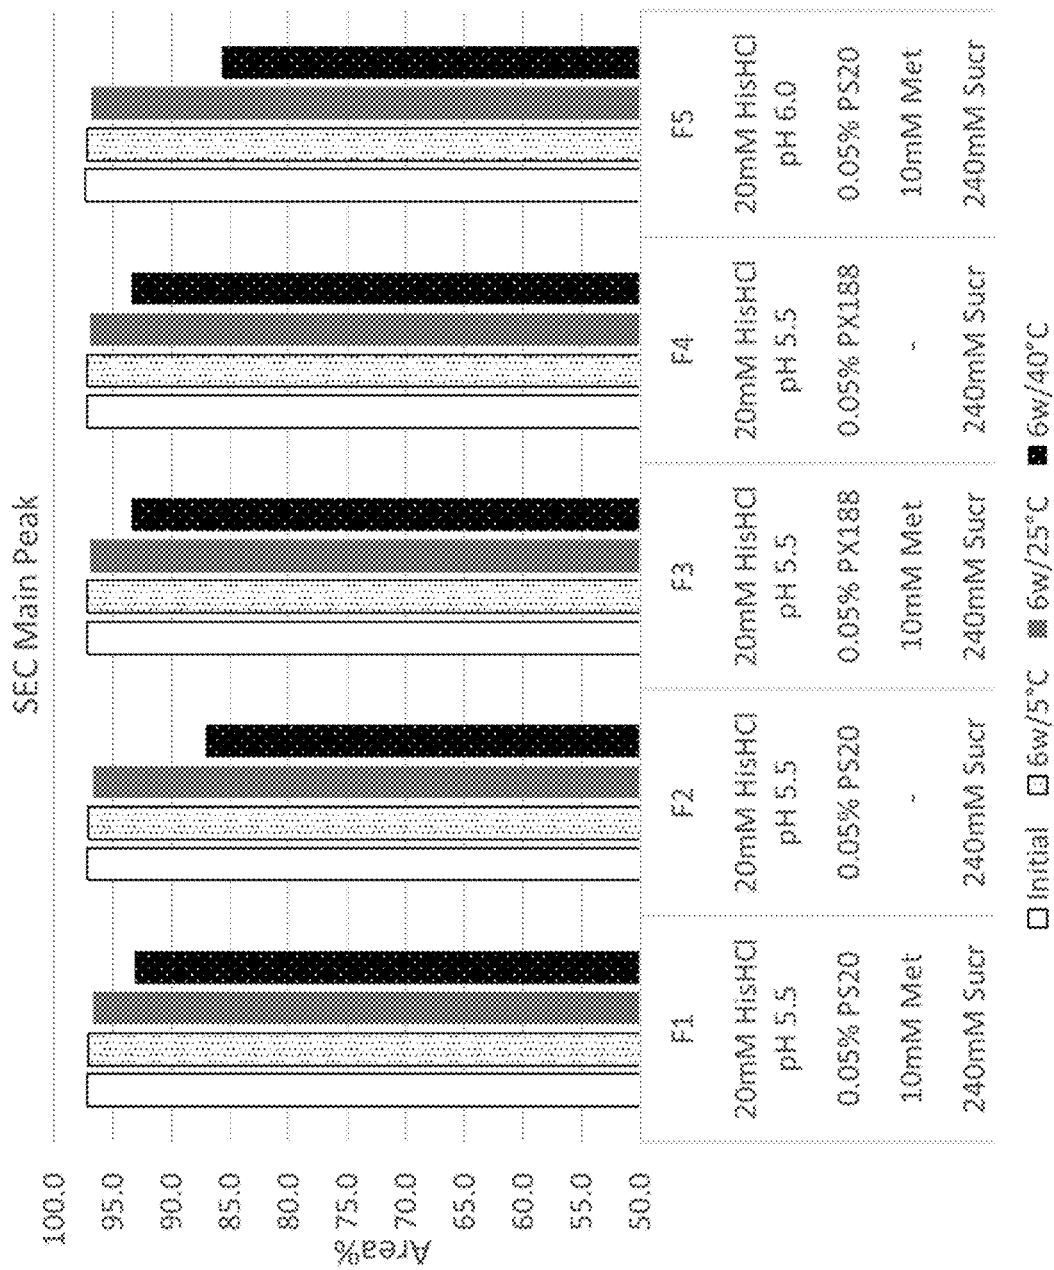 SEC Main Peak
Area%
100.0
95.0
90.0
85.0
80.0
75.0
70.0
65.0
60.0
55.0
50.0
F1 F2 F3 F4 F5
20mM HisHCl 20mM HisHCl 20mM HisHCl 20mM HisHCl 20mM HisHCl
pH 5.5 pH 5.5 pH 5.5 pH 5.5 pH 6.0
0.05% PS20 0.05% PS20 0.05% PX188 0.05% PX188 0.05% PS20
10mM Met - 10mM Met - 10mM Met
240mM Sucr 240mM Sucr 240mM Sucr 240mM Sucr 240mM Sucr
Initial 6w/5°C 6w/25°C 6w/40°C